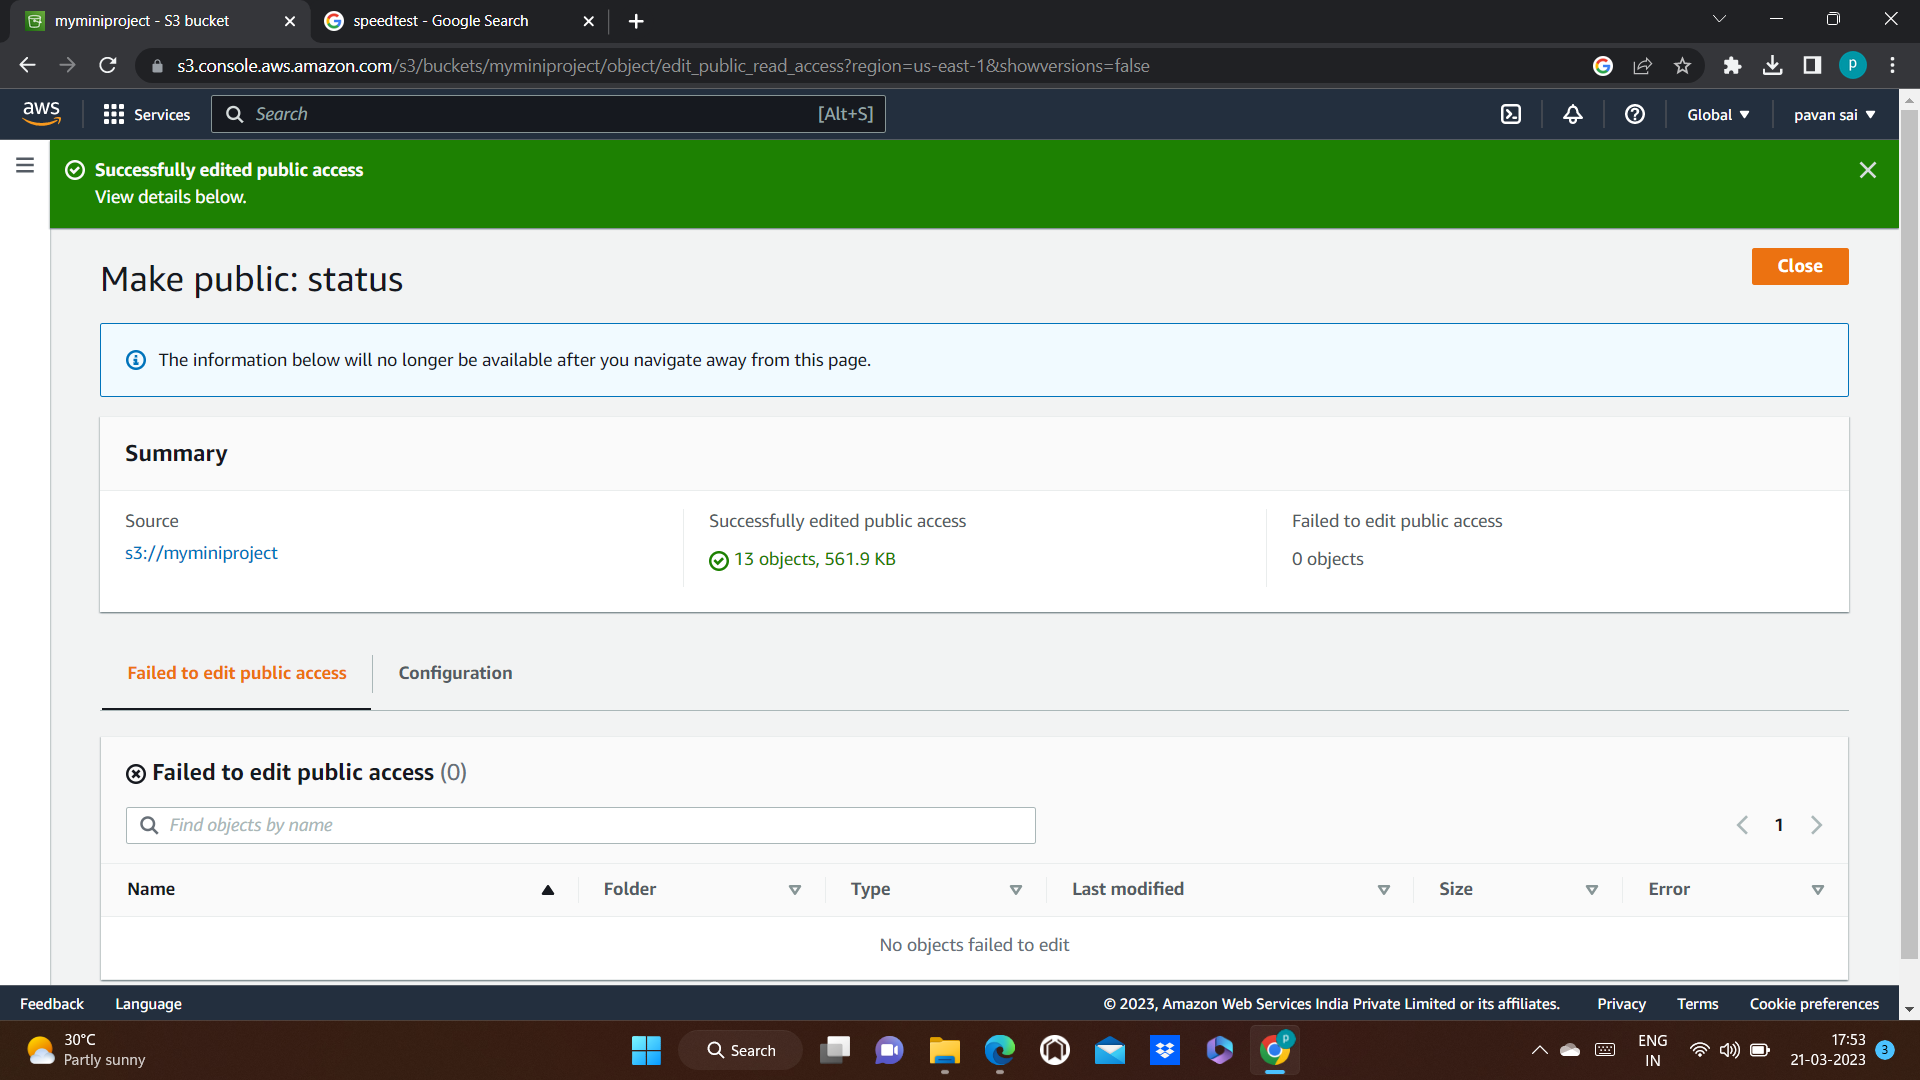 myminiproject - S3 bucket
speedtest - Google Search
s3.console.aws.amazon.com/s3/buckets/myminiproject/object/edit_public_read_access?region=us-east-1&showversions=false
P
aws
Services
Search
[Alt+S]
Global
pavan sai
Successfully edited public access
View details below.
Make public: status
Close
The information below will no longer be available after you navigate away from this page.
Summary
Source
s3://myminiproject
Successfully edited public access
13 objects, 561.9 KB
Failed to edit public access
0 objects
Failed to edit public access
Configuration
Failed to edit public access (0)
Find objects by name
1
Name
Folder
Type
Last modified
Size
Error
No objects failed to edit
Feedback
Language
© 2023, Amazon Web Services India Private Limited or its affiliates.
Privacy
Terms
Cookie preferences
30°C
Partly sunny
Search
P
ENG
IN
17:53
21-03-2023
3